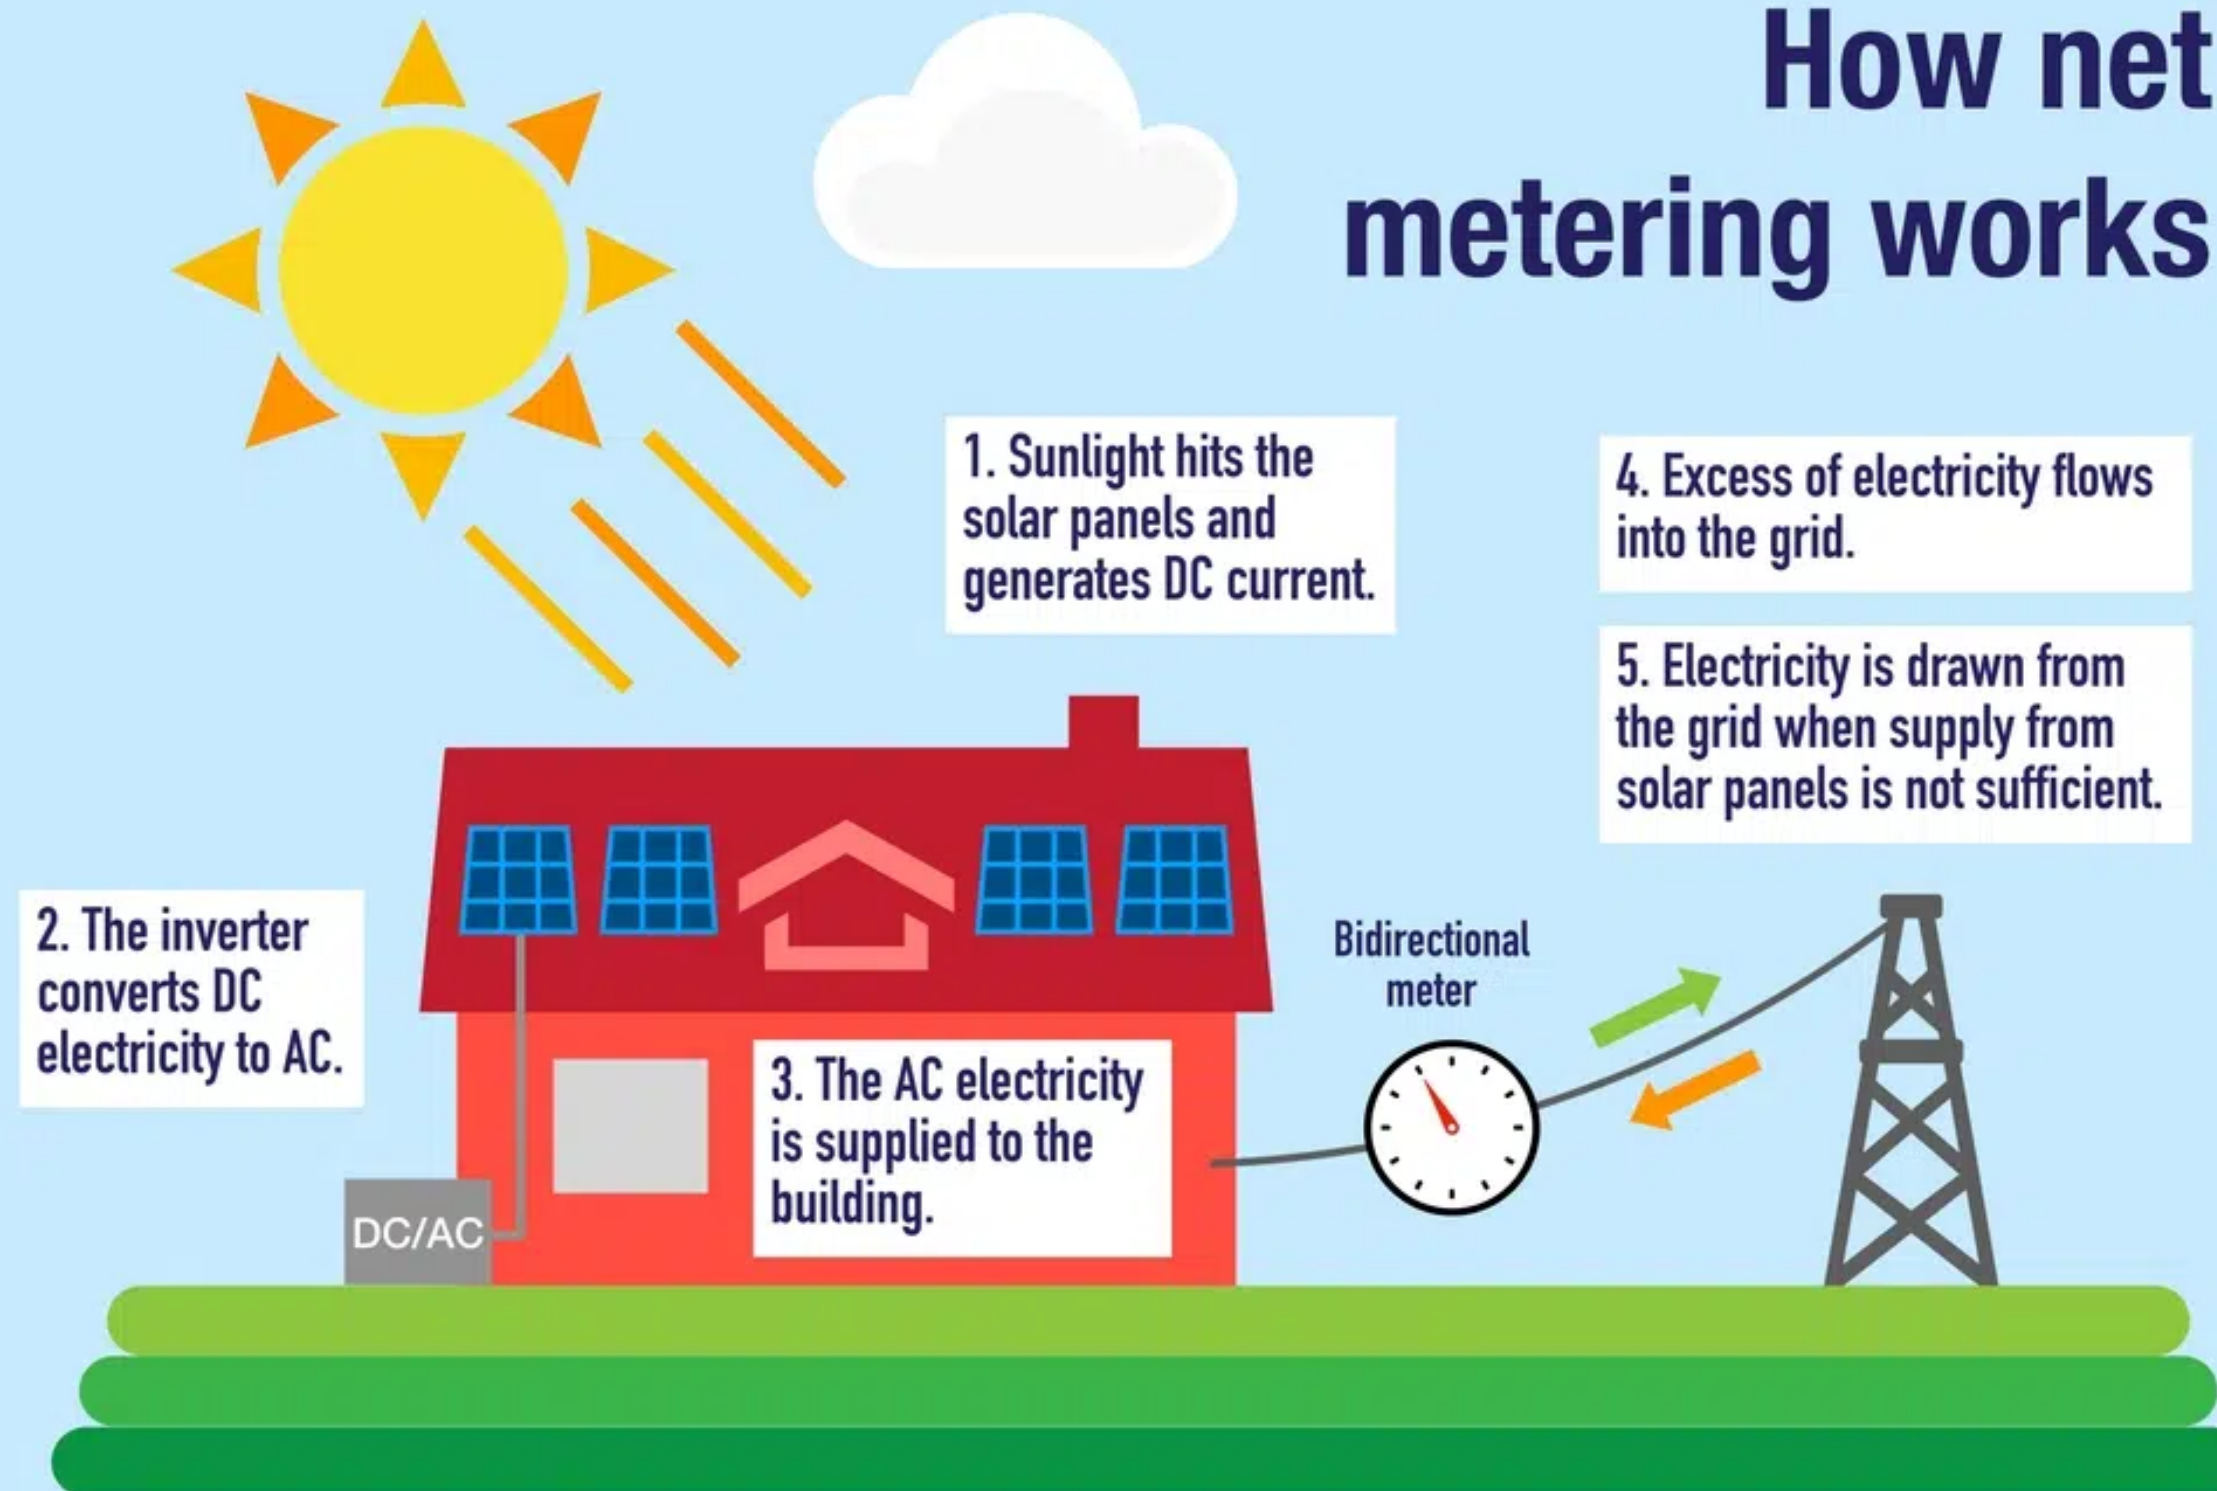 How net
metering works
1. Sunlight hits the
solar panels and
generates DC current.
4. Excess of electricity flows
into the grid.
5. Electricity is drawn from
the grid when supply from
solar panels is not sufficient.
2. The inverter
converts DC
electricity to AC.
Bidirectional
meter
3. The AC electricity
is supplied to the
building.
DC/AC